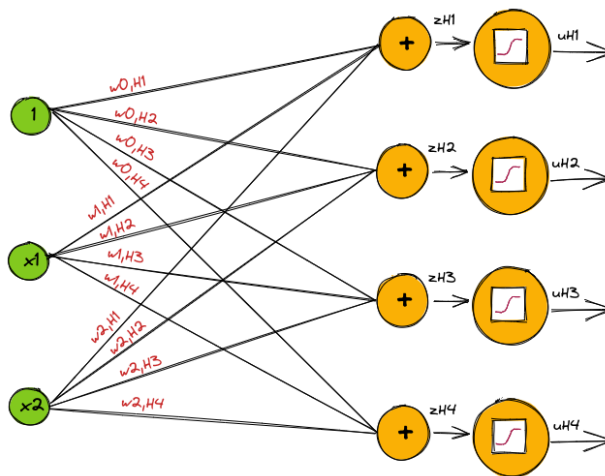 zH1
uH1
+
w0,H1
1
w0,H2
w0,H3
w0,H4
zH2
uH2
+
w1,H1
w1,H2
x1
w1,H3
w1,H4
zH3
uH3
+
w2,H1
w2,H2
w2,H3
x2
w2,H4
zH4
uH4
+